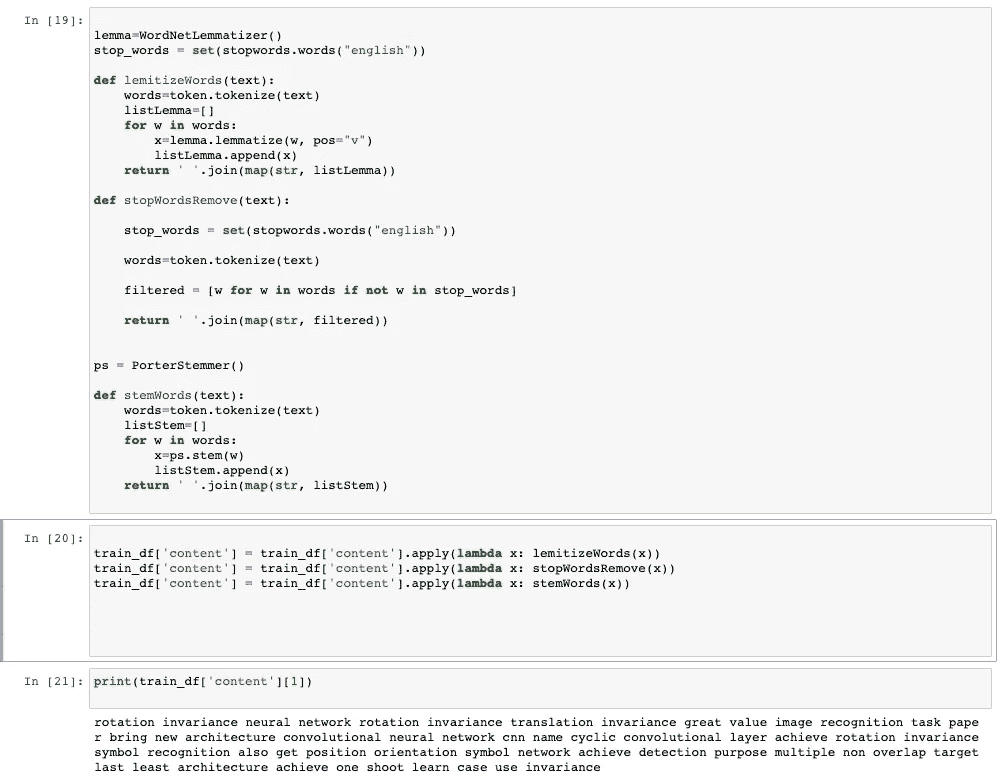 In [19]:
lemma=WordNetLemmatizer()
stop_words = set(stopwords.words("english"))
def lemitizeWords(text):
    words=token.tokenize(text)
    listLemma=[]
    for w in words:
        x=lemma.lemmatize(w, pos="v")
        listLemma.append(x)
    return ' '.join(map(str, listLemma))
def stopWordsRemove(text):
    stop_words = set(stopwords.words("english"))
    words=token.tokenize(text)
    filtered = [w for w in words if not w in stop_words]
    return ' '.join(map(str, filtered))
ps = PorterStemmer()
def stemWords(text):
    words=token.tokenize(text)
    listStem=[]
    for w in words:
        x=ps.stem(w)
        listStem.append(x)
    return ' '.join(map(str, listStem))
In [20]:
train_df['content'] = train_df['content'].apply(lambda x: lemitizeWords(x))
train_df['content'] = train_df['content'].apply(lambda x: stopWordsRemove(x))
train_df['content'] = train_df['content'].apply(lambda x: stemWords(x))
In [21]: print(train_df['content'][1])
rotation invariance neural network rotation invariance translation invariance great value image recognition task pape
r bring new architecture convolutional neural network cnn name cyclic convolutional layer achieve rotation invariance
symbol recognition also get position orientation symbol network achieve detection purpose multiple non overlap target
last least architecture achieve one shoot learn case use invariance